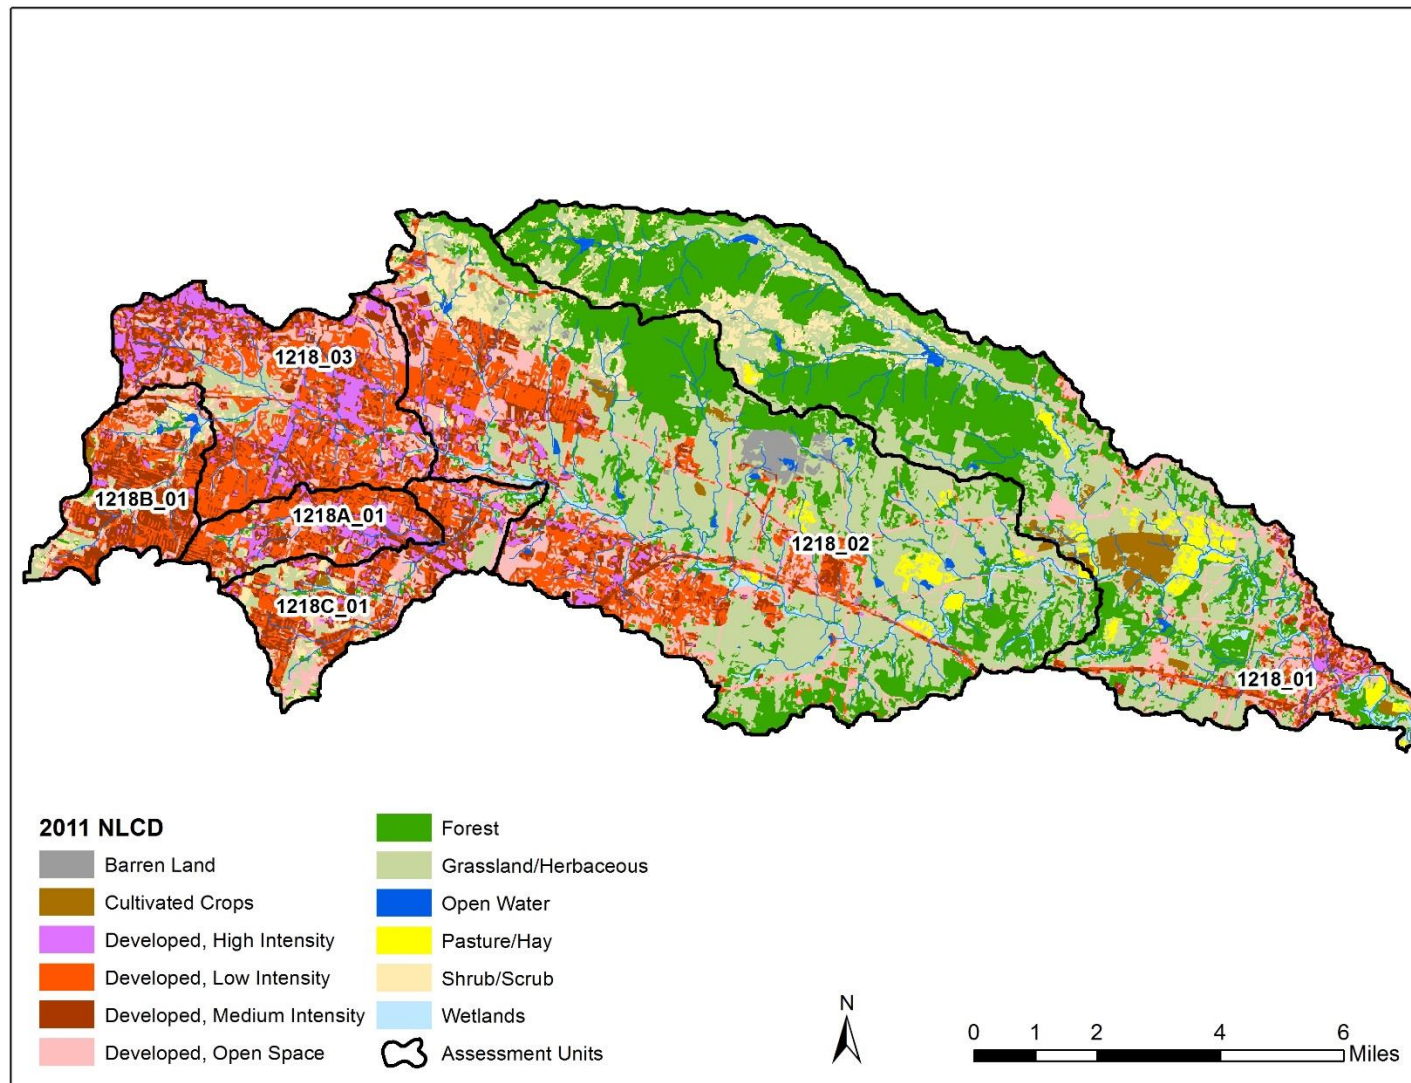 1218_03
1218B_01
1218A_01
1218_02
1218C_01
1218_01
2011 NLCD
Barren Land
Cultivated Crops
Developed, High Intensity
Developed, Low Intensity
Developed, Medium Intensity
Developed, Open Space
Forest
Grassland/Herbaceous
Open Water
Pasture/Hay
Shrub/Scrub
Wetlands
Assessment Units
N
0 1 2 4 6
Miles